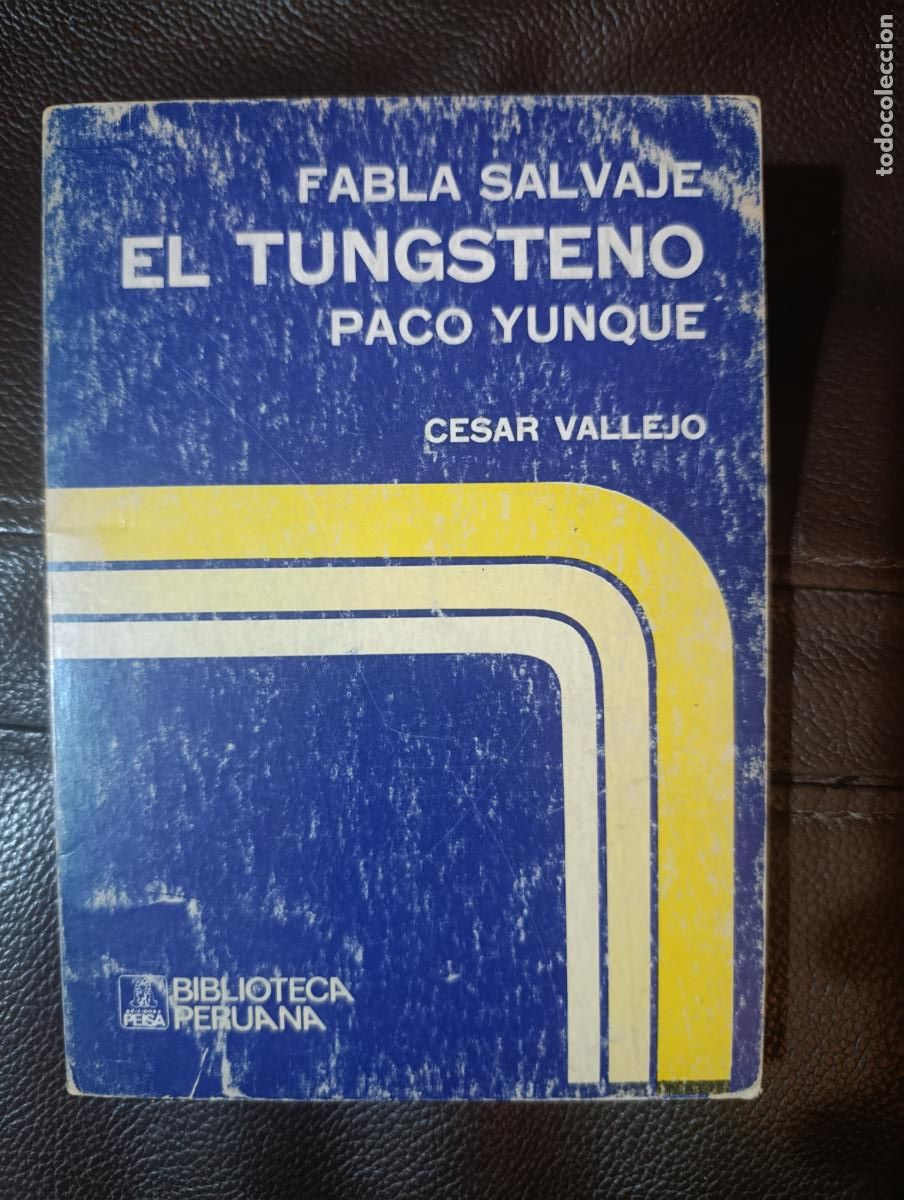 FABLA SALVAJE
EL TUNGSTENO
PACO YUNQUE
CESAR VALLEJO
ediciones
PEISA
BIBLIOTECA
PERUANA
todocoleccion